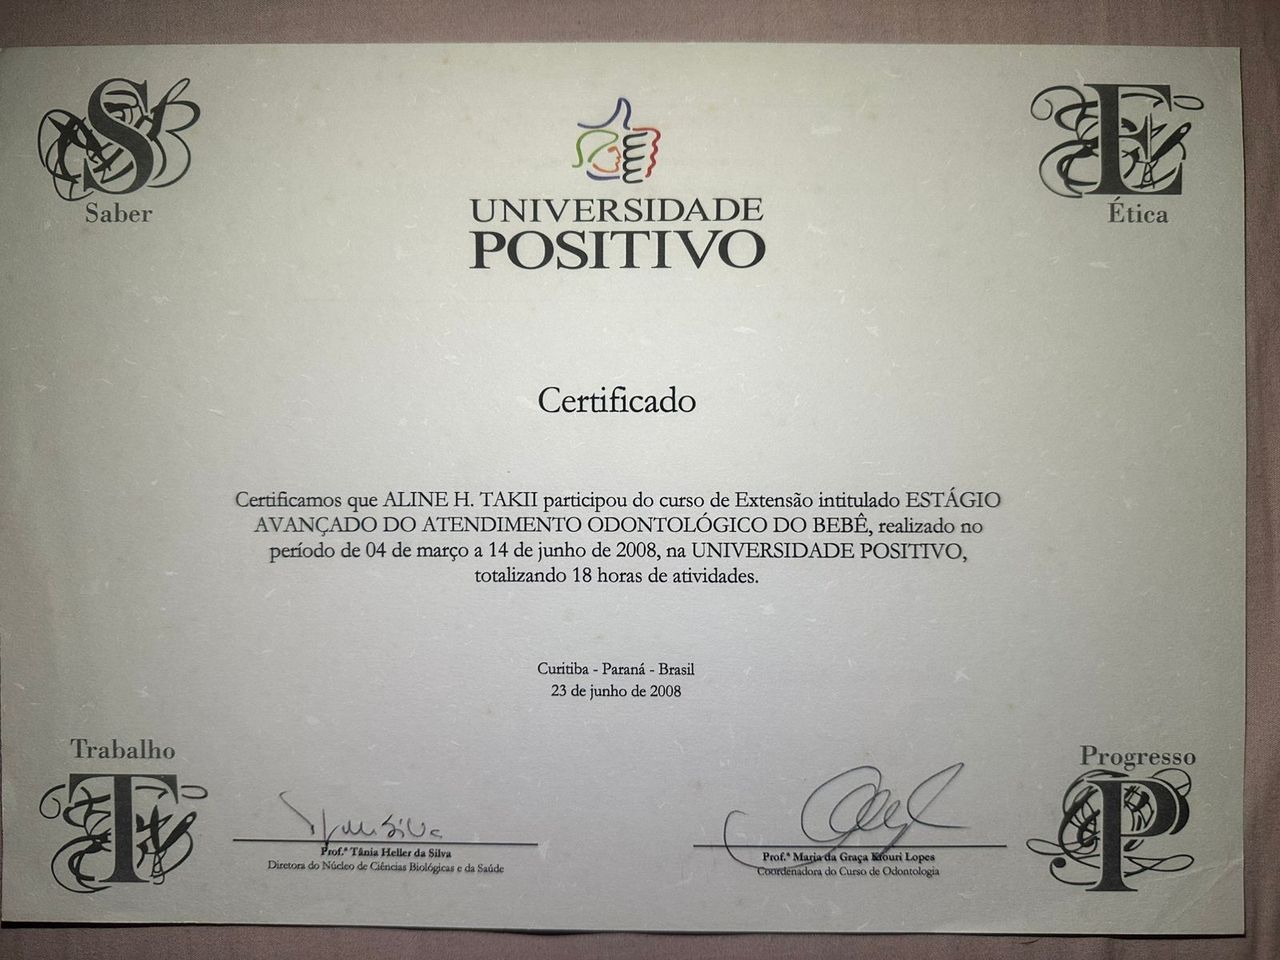 Saber
Ética
UNIVERSIDADE
POSITIVO
Certificado
Certificamos que ALINE H. TAKII participou do curso de Extensão intitulado ESTÁGIO
AVANÇADO DO ATENDIMENTO ODONTOLÓGICO DO BEBÊ, realizado no
período de 04 de março a 14 de junho de 2008, na UNIVERSIDADE POSITIVO,
totalizando 18 horas de atividades.
Curitiba - Paraná - Brasil
23 de junho de 2008
Trabalho
Progresso
Prof.ª Tânia Heller da Silva
Diretora do Núcleo de Ciências Biológicas e da Saúde
Prof.ª Maria da Graça Kfouri Lopes
Coordenadora do Curso de Odontologia